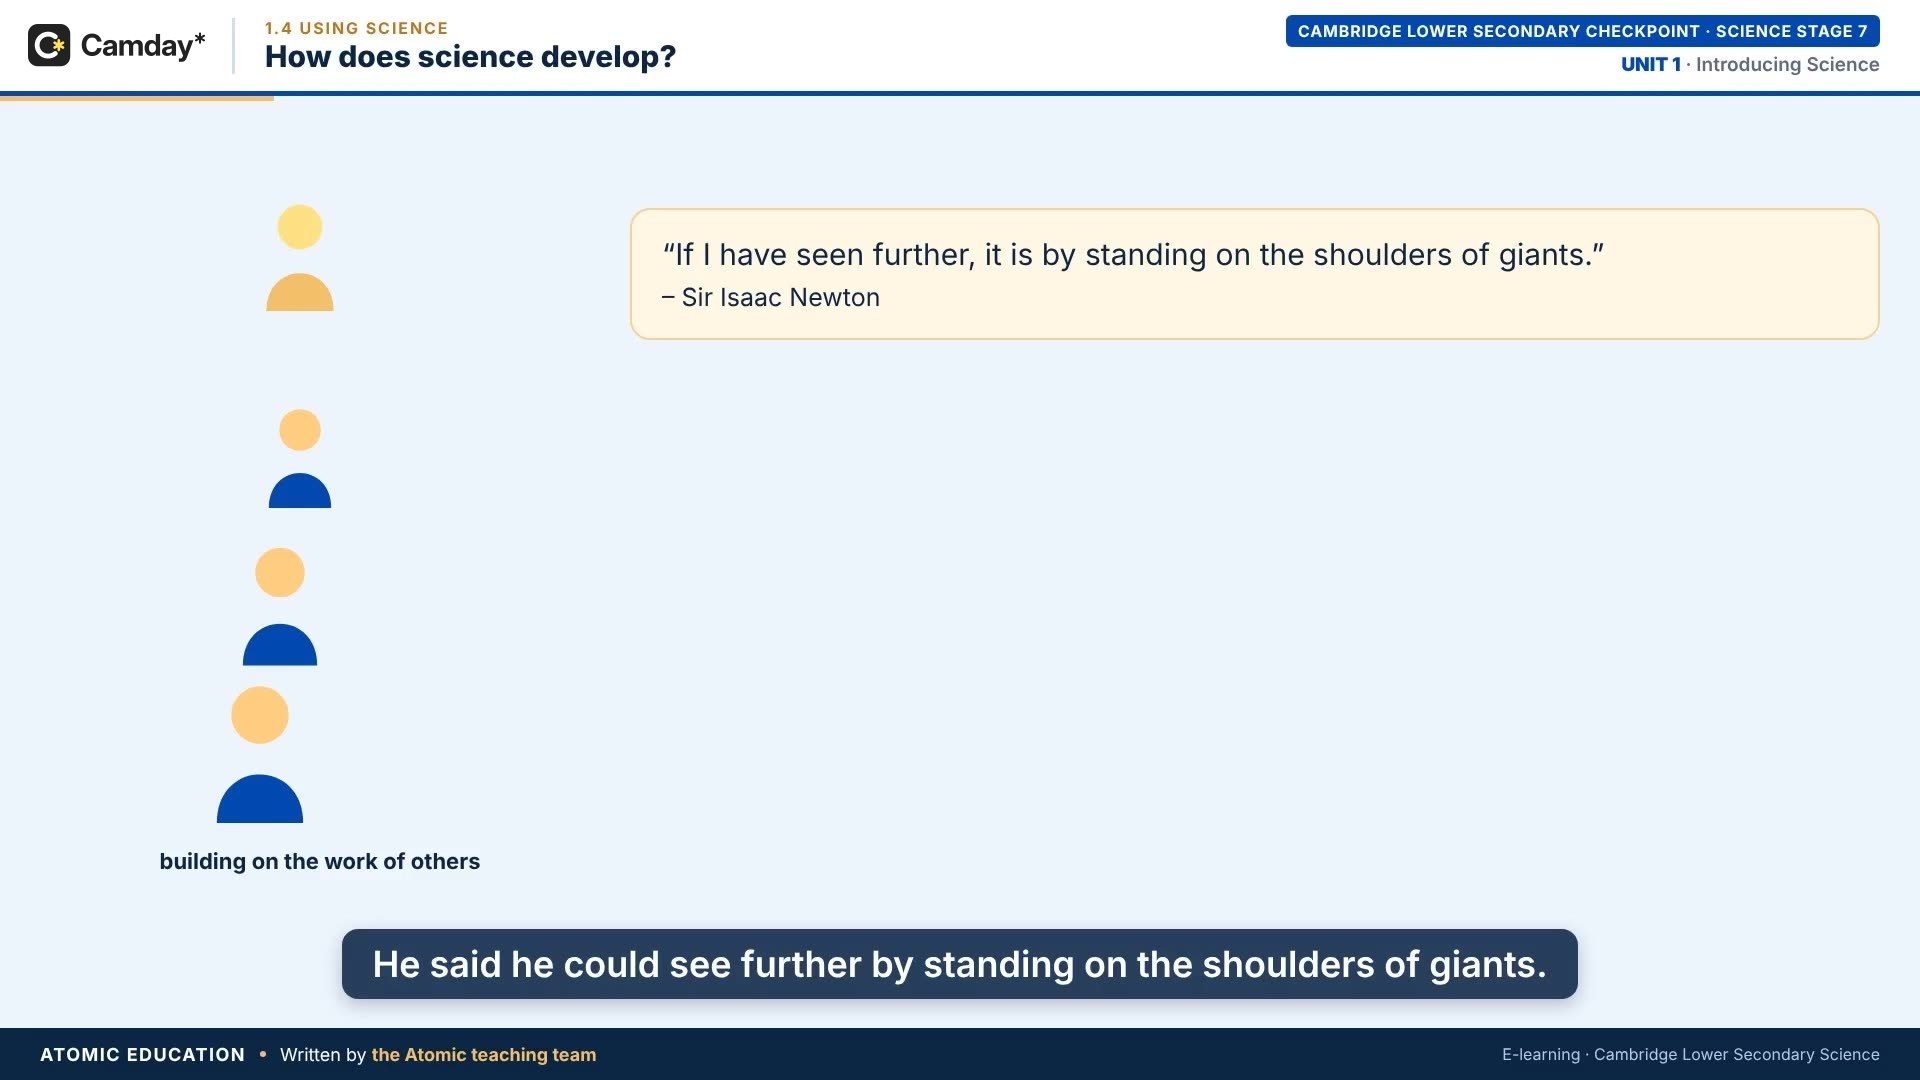 Camday*
1.4 USING SCIENCE
How does science develop?
CAMBRIDGE LOWER SECONDARY CHECKPOINT · SCIENCE STAGE 7
UNIT 1 · Introducing Science
“If I have seen further, it is by standing on the shoulders of giants.”
– Sir Isaac Newton
building on the work of others
He said he could see further by standing on the shoulders of giants.
ATOMIC EDUCATION • Written by the Atomic teaching team
E-learning · Cambridge Lower Secondary Science